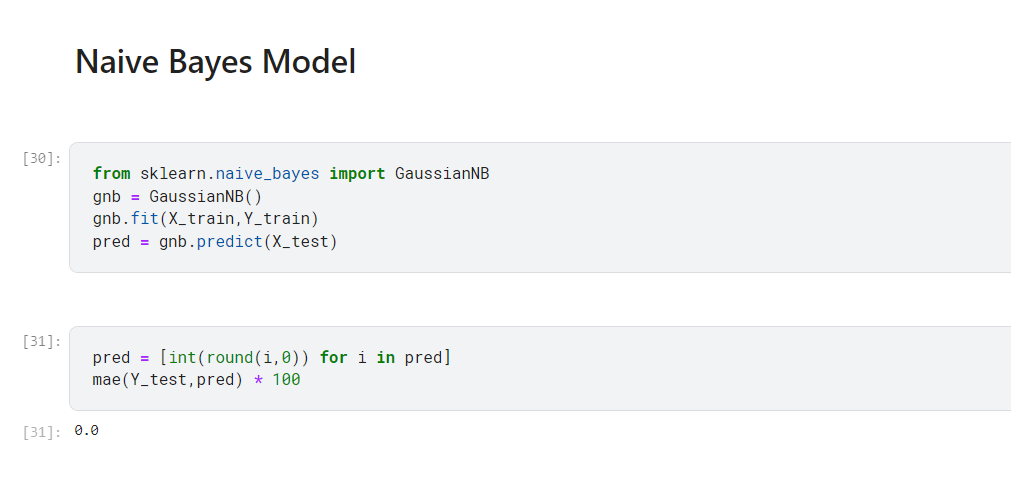 Naive Bayes Model
[30]:
from sklearn.naive_bayes import GaussianNB
gnb = GaussianNB()
gnb.fit(X_train,Y_train)
pred = gnb.predict(X_test)
[31]:
pred = [int(round(i,0)) for i in pred]
mae(Y_test,pred) * 100
[31]: 0.0